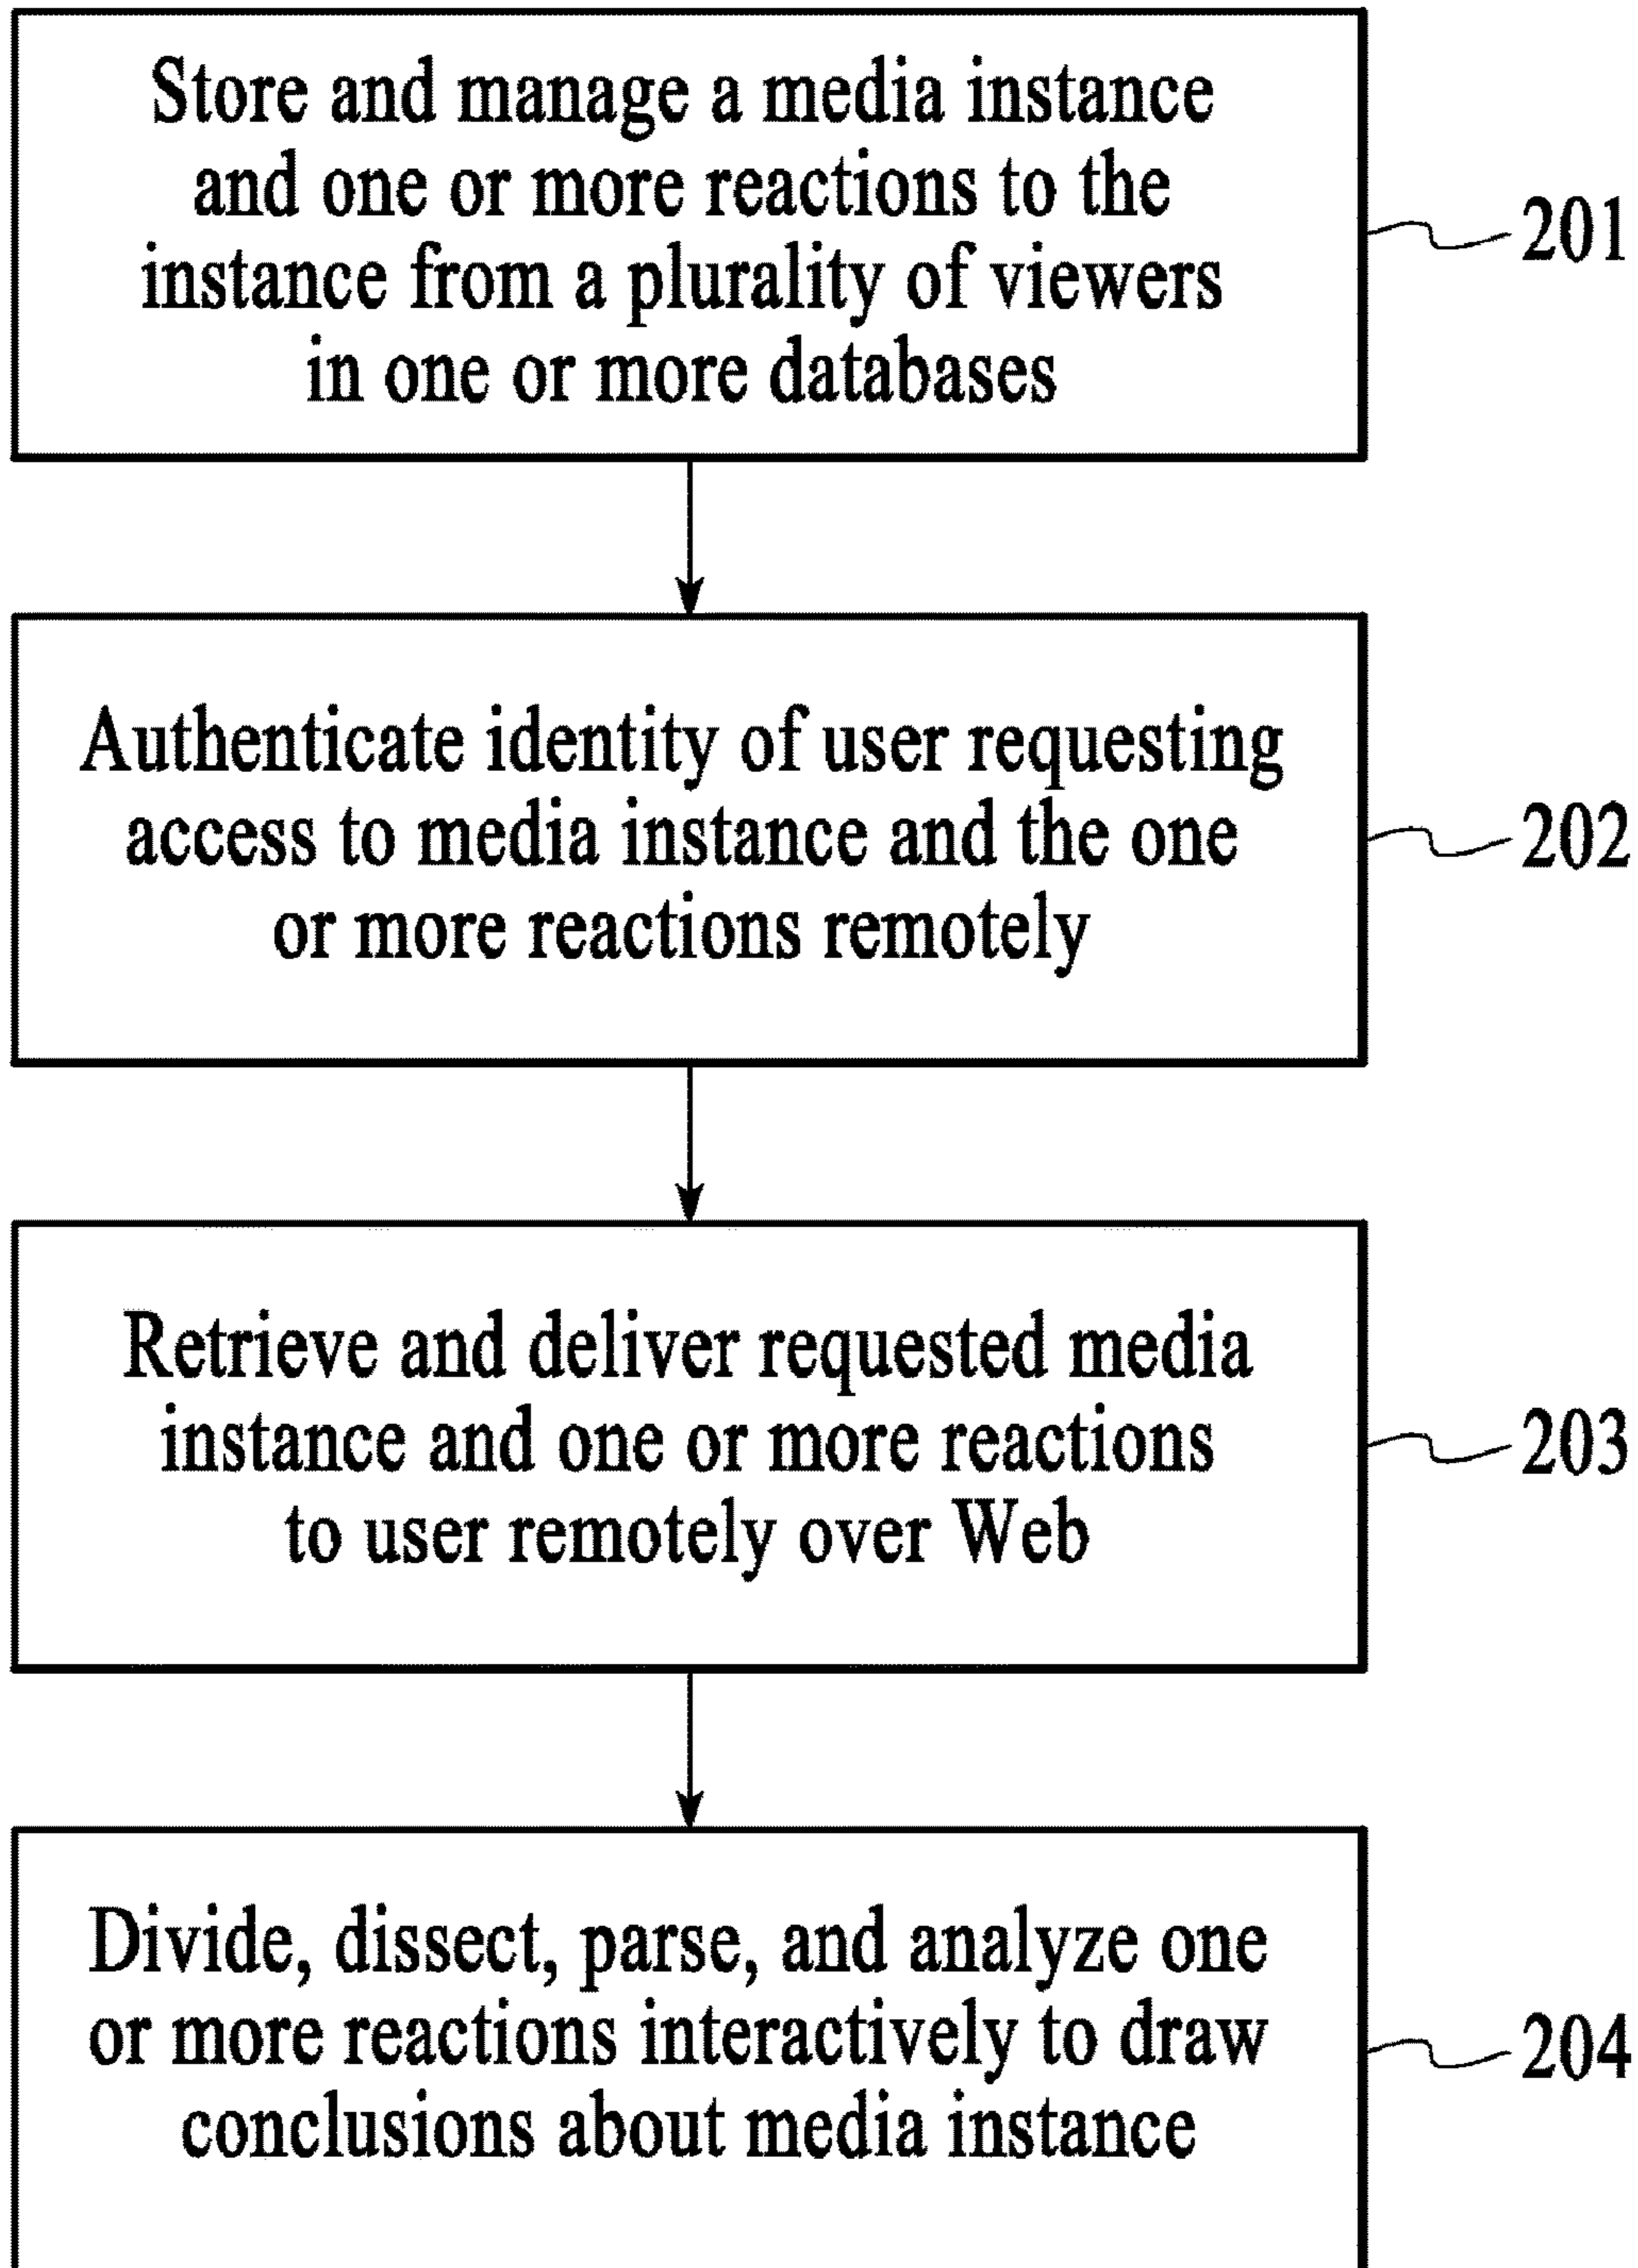 Store and manage a media instance
and one or more reactions to the
instance from a plurality of viewers
in one or more databases
201
Authenticate identity of user requesting
access to media instance and the one
or more reactions remotely
202
Retrieve and deliver requested media
instance and one or more reactions
to user remotely over Web
203
Divide, dissect, parse, and analyze one
or more reactions interactively to draw
conclusions about media instance
204